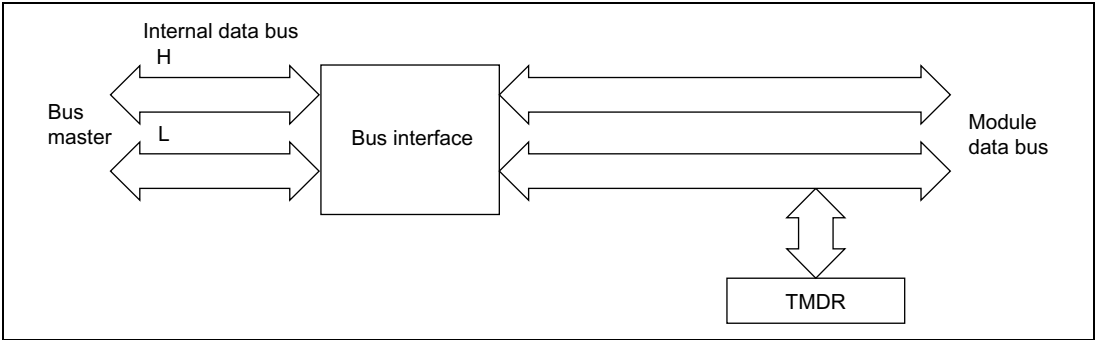 Internal data bus
H
Bus
master
L
Bus interface
Module
data bus
TMDR